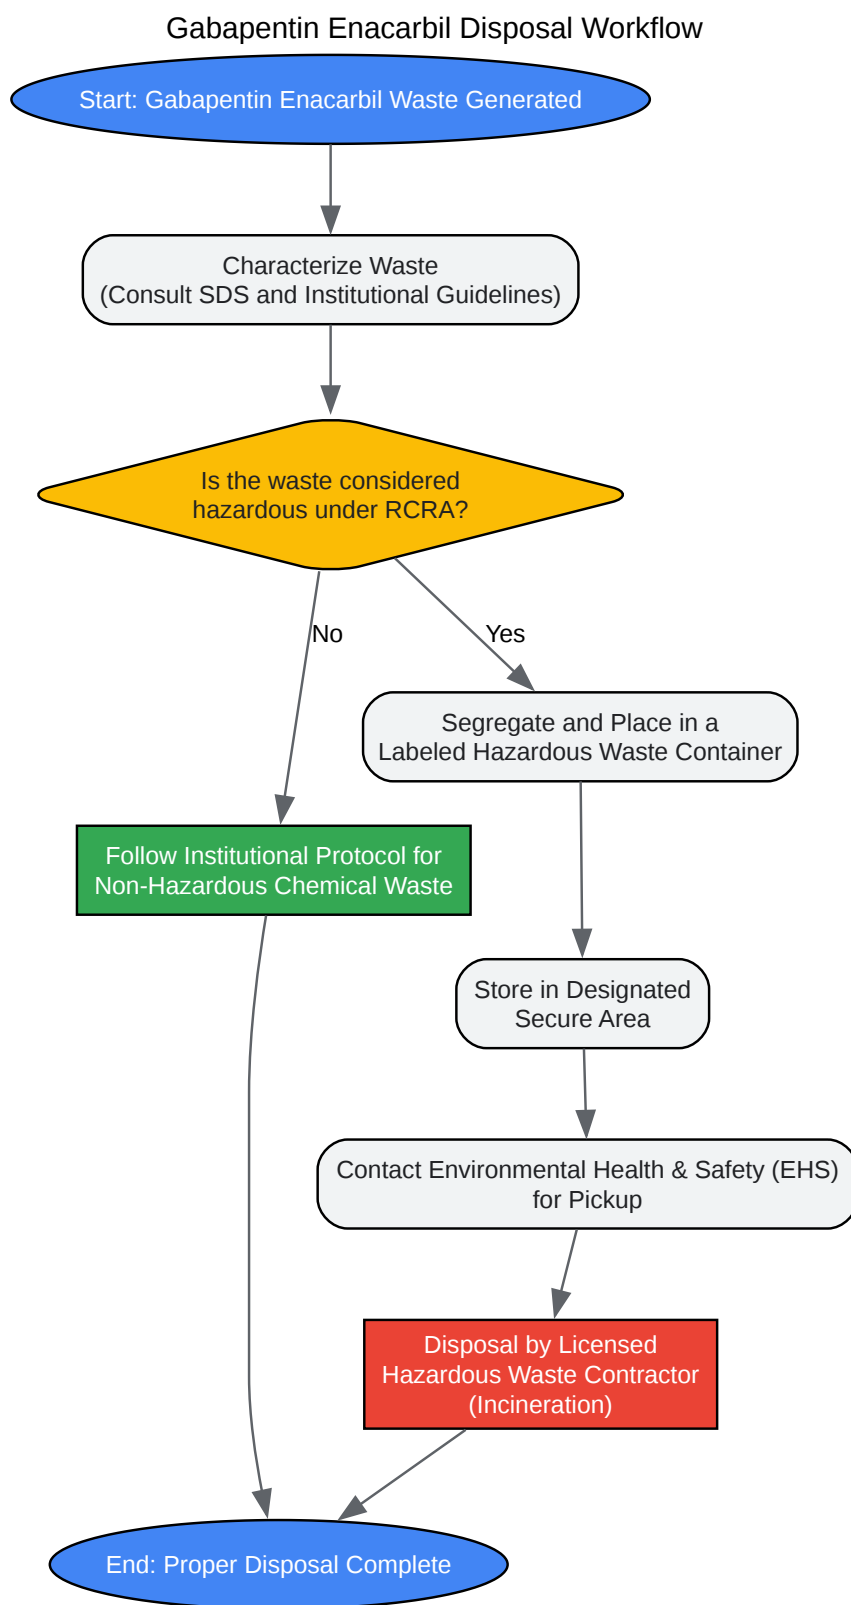 Gabapentin Enacarbil Disposal Workflow
Start: Gabapentin Enacarbil Waste Generated
Characterize Waste
(Consult SDS and Institutional Guidelines)
Is the waste considered
hazardous under RCRA?
No
Yes
Segregate and Place in a
Labeled Hazardous Waste Container
Follow Institutional Protocol for
Non-Hazardous Chemical Waste
Store in Designated
Secure Area
Contact Environmental Health & Safety (EHS)
for Pickup
Disposal by Licensed
Hazardous Waste Contractor
(Incineration)
End: Proper Disposal Complete